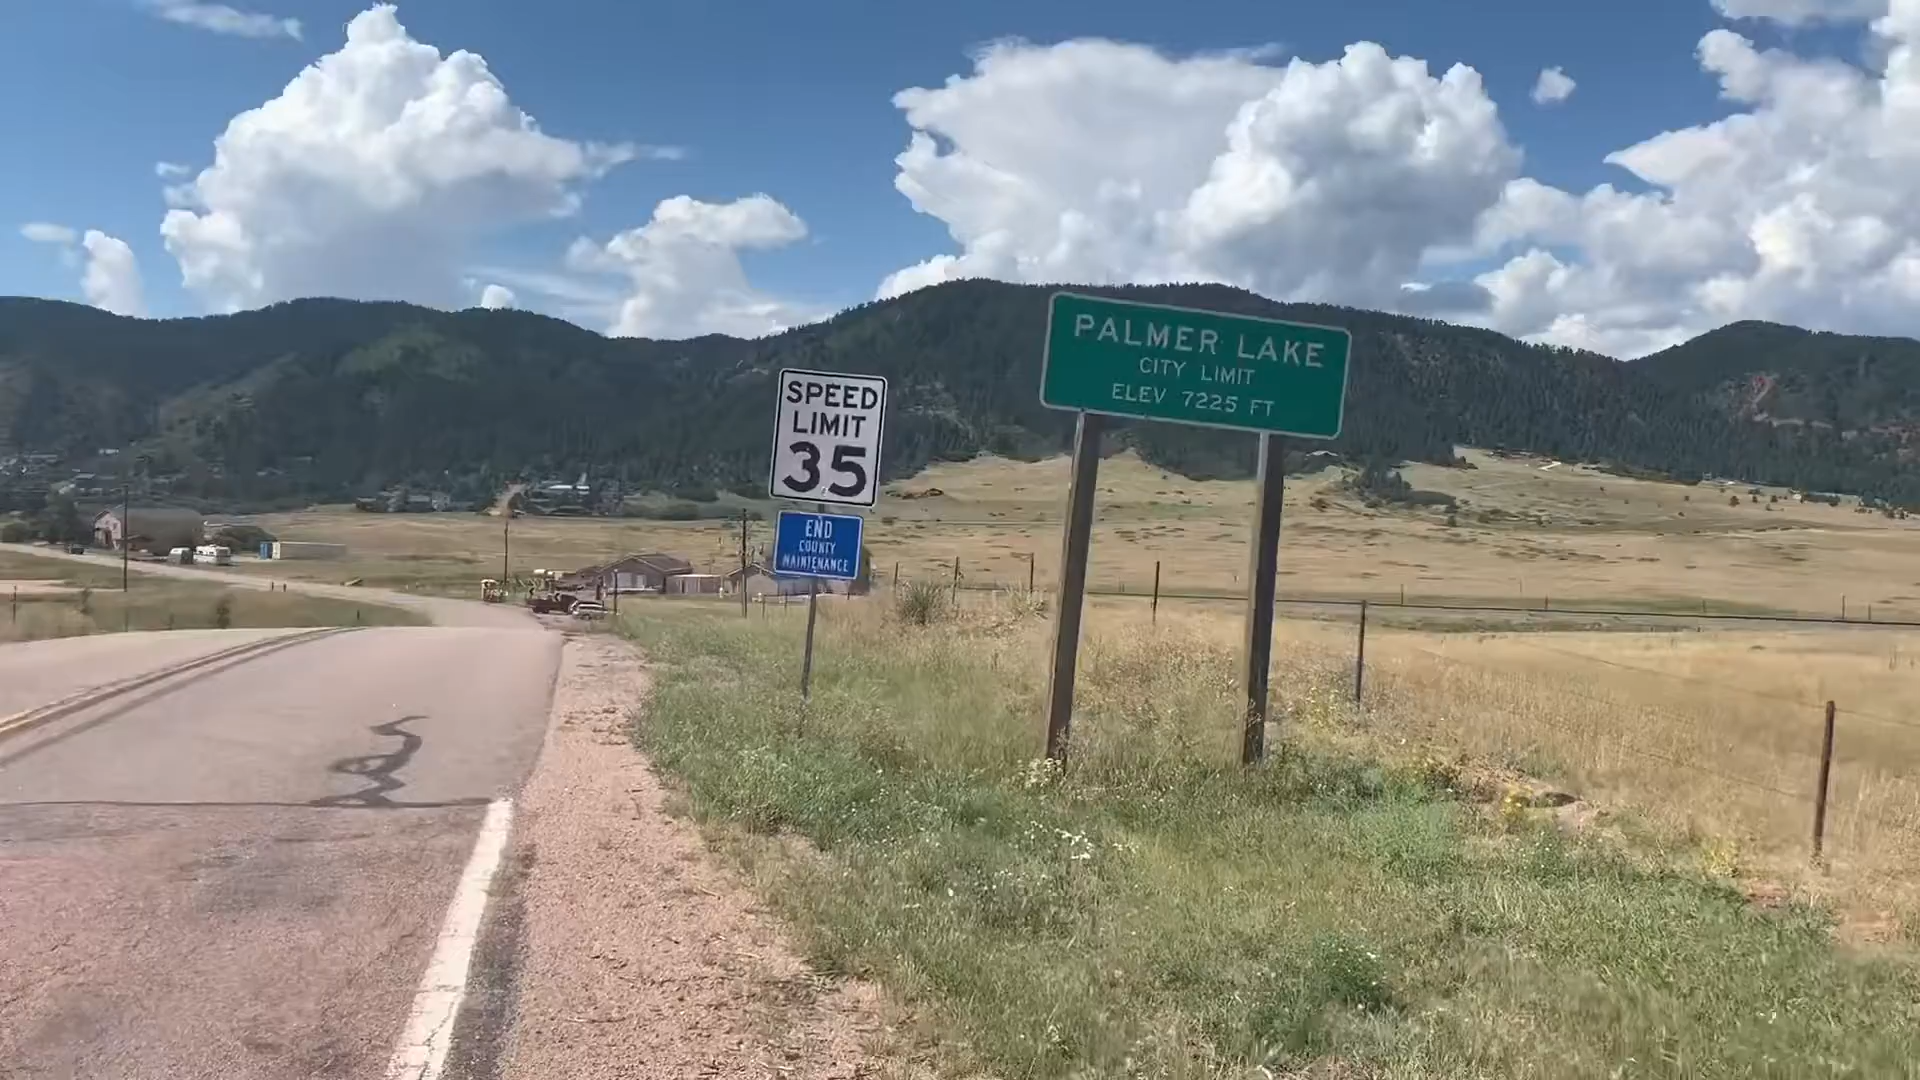 SPEED
LIMIT
35
END
COUNTY
MAINTENANCE
PALMER LAKE
CITY LIMIT
ELEV 7225 FT